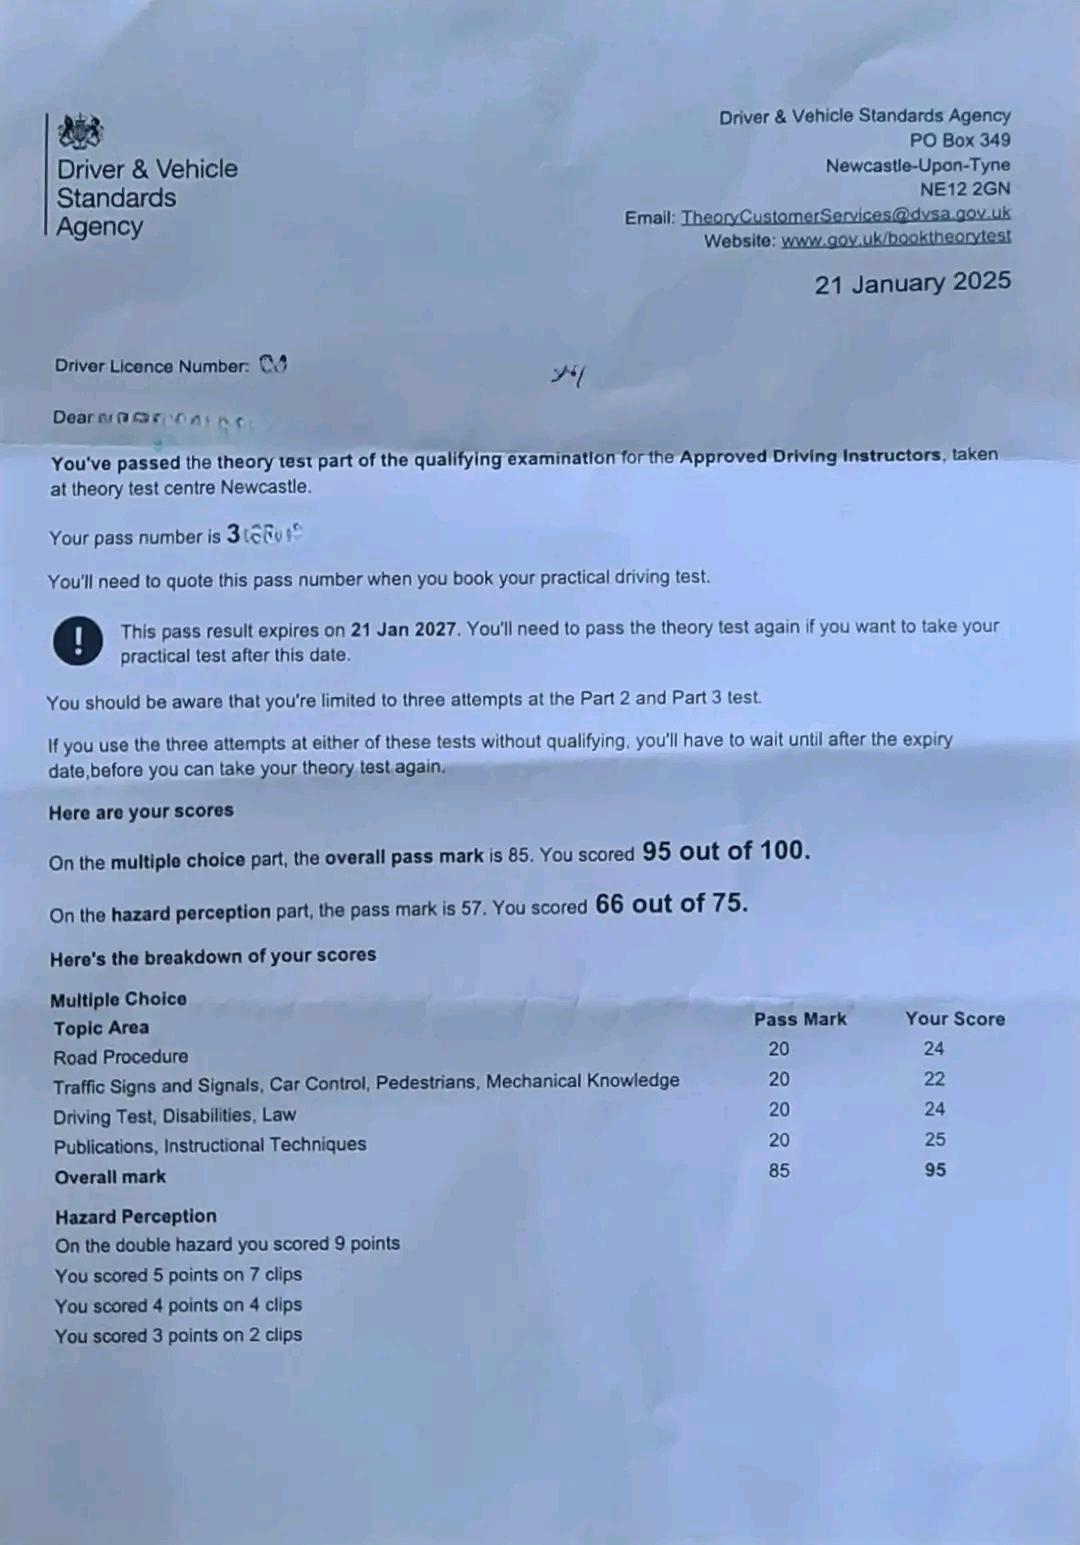 Driver & Vehicle
Standards
Agency
Driver & Vehicle Standards Agency
PO Box 349
Newcastle-Upon-Tyne
NE12 2GN
Email: TheoryCustomerServices@dvsa.gov.uk
Website: www.gov.uk/booktheorytest
21 January 2025
Driver Licence Number:
Dear
You've passed the theory test part of the qualifying examination for the Approved Driving Instructors, taken
at theory test centre Newcastle.
Your pass number is 3
You'll need to quote this pass number when you book your practical driving test.
!
This pass result expires on 21 Jan 2027. You'll need to pass the theory test again if you want to take your
practical test after this date.
You should be aware that you're limited to three attempts at the Part 2 and Part 3 test.
If you use the three attempts at either of these tests without qualifying, you'll have to wait until after the expiry
date,before you can take your theory test again.
Here are your scores
On the multiple choice part, the overall pass mark is 85. You scored 95 out of 100.
On the hazard perception part, the pass mark is 57. You scored 66 out of 75.
Here's the breakdown of your scores
Multiple Choice
Topic Area Pass Mark Your Score
Road Procedure 20 24
Traffic Signs and Signals, Car Control, Pedestrians, Mechanical Knowledge 20 22
Driving Test, Disabilities, Law 20 24
Publications, Instructional Techniques 20 25
Overall mark 85 95
Hazard Perception
On the double hazard you scored 9 points
You scored 5 points on 7 clips
You scored 4 points on 4 clips
You scored 3 points on 2 clips